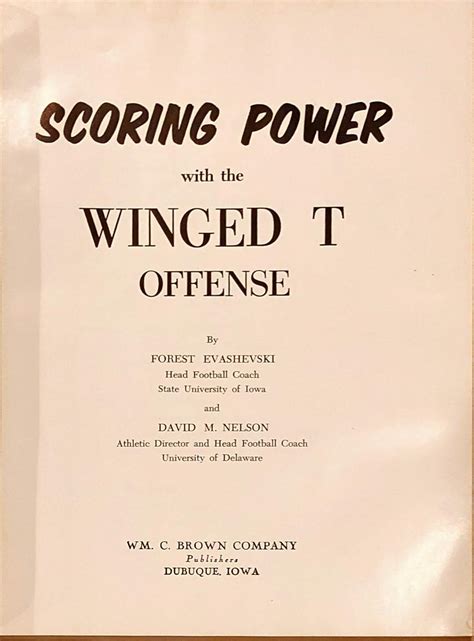 SCORING POWER
with the
WINGED T
OFFENSE
By
FOREST EVASHEVSKI
Head Football Coach
State University of Iowa
and
DAVID M. NELSON
Athletic Director and Head Football Coach
University of Delaware
WM. C. BROWN COMPANY
Publishers
DUBUQUE, IOWA